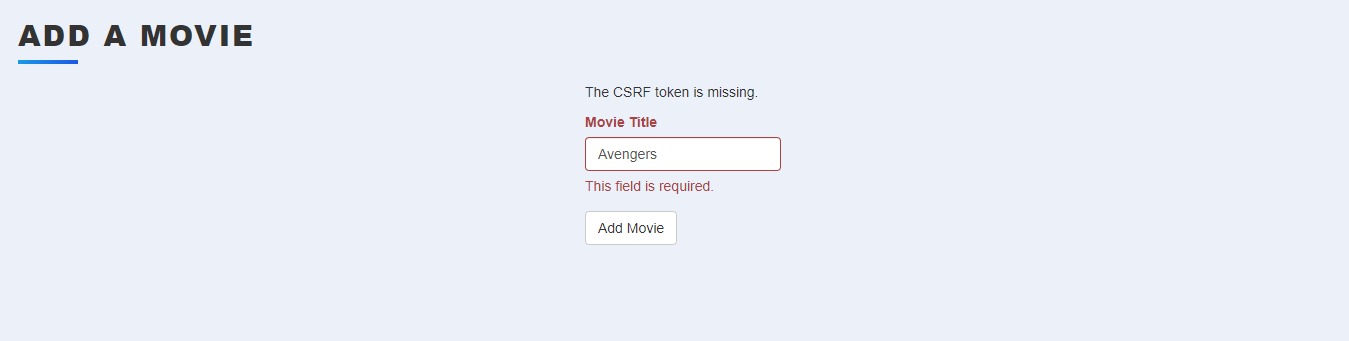 ADD A MOVIE
The CSRF token is missing.
Movie Title
Avengers
This field is required.
Add Movie